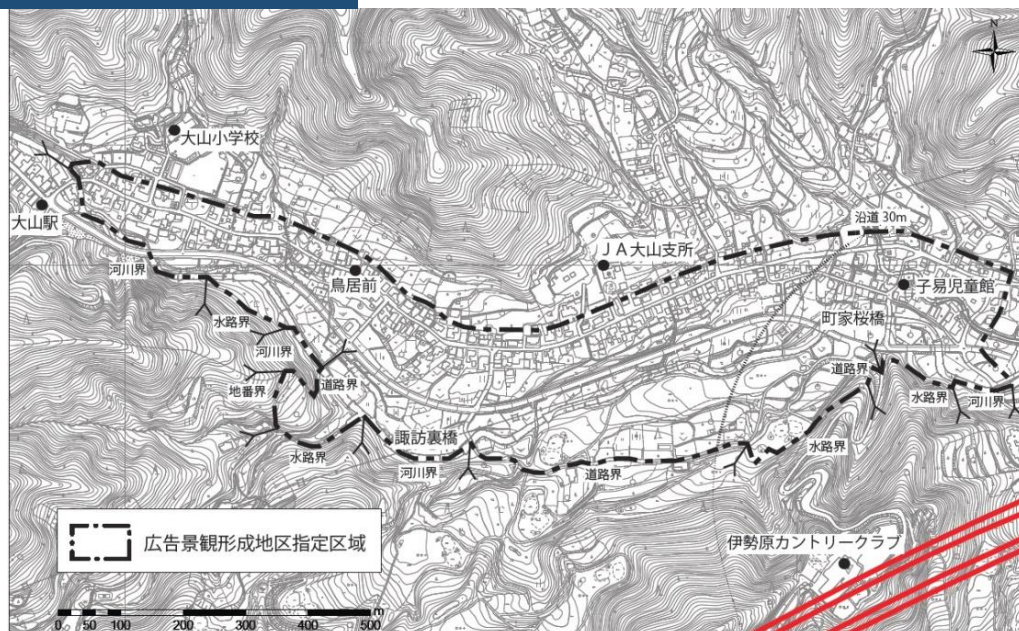 N
大山小学校
大山駅
沿道 30m
JA大山支所
鳥居前
子易児童館
河川界
町家桜橋
水路界
河川界
道路界
道路界
地番界
水路界
河川界
諏訪裏橋
水路界
水路界
河川界
道路界
広告景観形成地区指定区域
伊勢原カントリークラブ
m
0 50 100 200 300 400 500